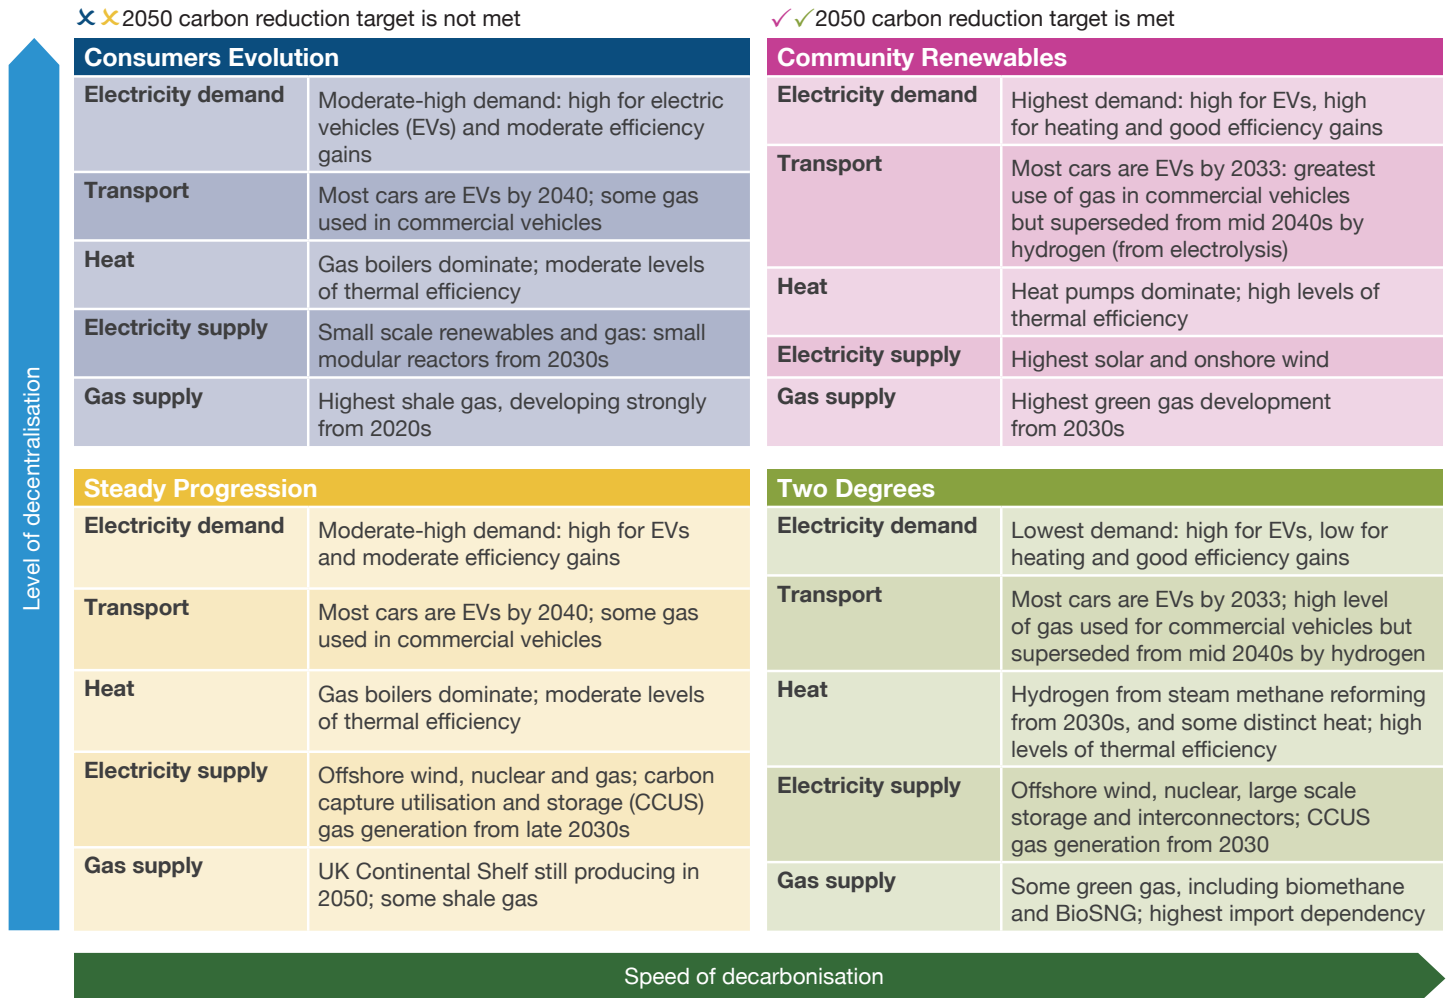 2050 carbon reduction target is not met
2050 carbon reduction target is met
Level of decentralisation
Consumers Evolution
Electricity demand
Moderate-high demand: high for electric
vehicles (EVs) and moderate efficiency
gains
Transport
Most cars are EVs by 2040; some gas
used in commercial vehicles
Heat
Gas boilers dominate; moderate levels
of thermal efficiency
Electricity supply
Small scale renewables and gas: small
modular reactors from 2030s
Gas supply
Highest shale gas, developing strongly
from 2020s
Community Renewables
Electricity demand
Highest demand: high for EVs, high
for heating and good efficiency gains
Transport
Most cars are EVs by 2033: greatest
use of gas in commercial vehicles
but superseded from mid 2040s by
hydrogen (from electrolysis)
Heat
Heat pumps dominate; high levels of
thermal efficiency
Electricity supply
Highest solar and onshore wind
Gas supply
Highest green gas development
from 2030s
Steady Progression
Electricity demand
Moderate-high demand: high for EVs
and moderate efficiency gains
Transport
Most cars are EVs by 2040; some gas
used in commercial vehicles
Heat
Gas boilers dominate; moderate levels
of thermal efficiency
Electricity supply
Offshore wind, nuclear and gas; carbon
capture utilisation and storage (CCUS)
gas generation from late 2030s
Gas supply
UK Continental Shelf still producing in
2050; some shale gas
Two Degrees
Electricity demand
Lowest demand: high for EVs, low for
heating and good efficiency gains
Transport
Most cars are EVs by 2033; high level
of gas used for commercial vehicles but
superseded from mid 2040s by hydrogen
Heat
Hydrogen from steam methane reforming
from 2030s, and some distinct heat; high
levels of thermal efficiency
Electricity supply
Offshore wind, nuclear, large scale
storage and interconnectors; CCUS
gas generation from 2030
Gas supply
Some green gas, including biomethane
and BioSNG; highest import dependency
Speed of decarbonisation